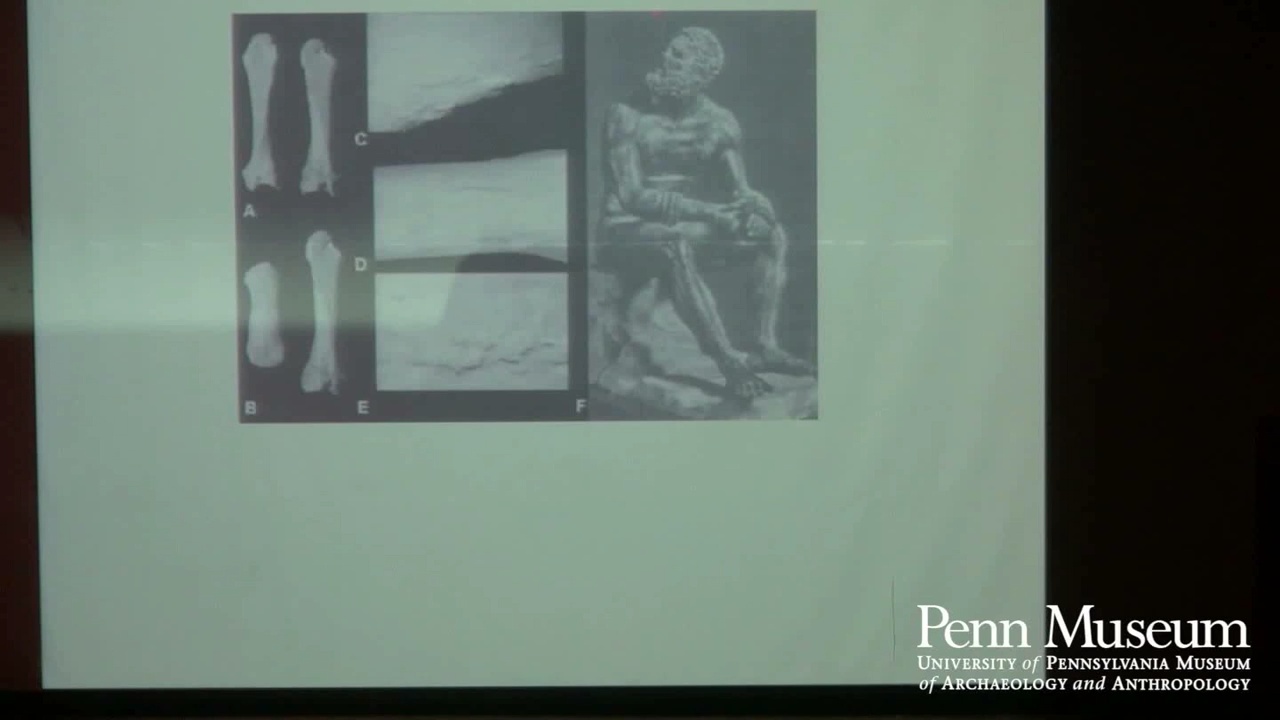 A
B
C
D
E
F
Penn Museum
UNIVERSITY of PENNSYLVANIA MUSEUM
of ARCHAEOLOGY and ANTHROPOLOGY